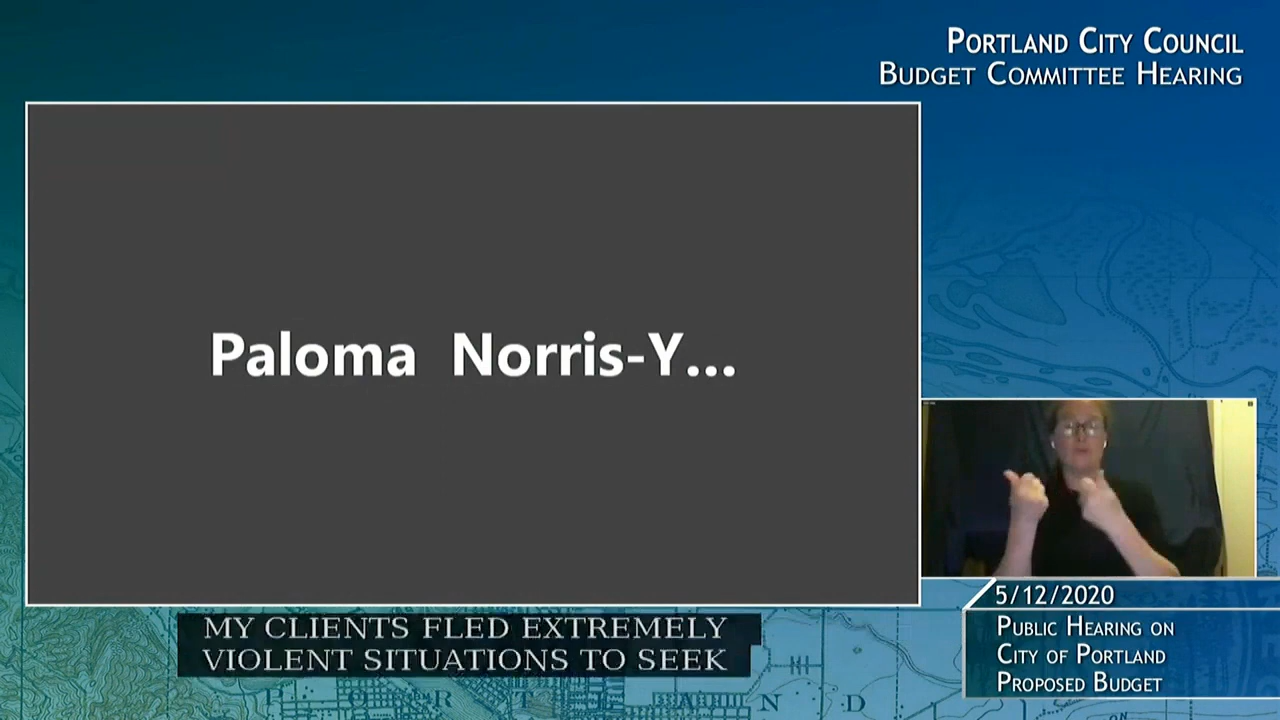 PORTLAND CITY COUNCIL
BUDGET COMMITTEE HEARING
Paloma Norris-Y...
MY CLIENTS FLED EXTREMELY
VIOLENT SITUATIONS TO SEEK
5/12/2020
PUBLIC HEARING ON
CITY OF PORTLAND
PROPOSED BUDGET